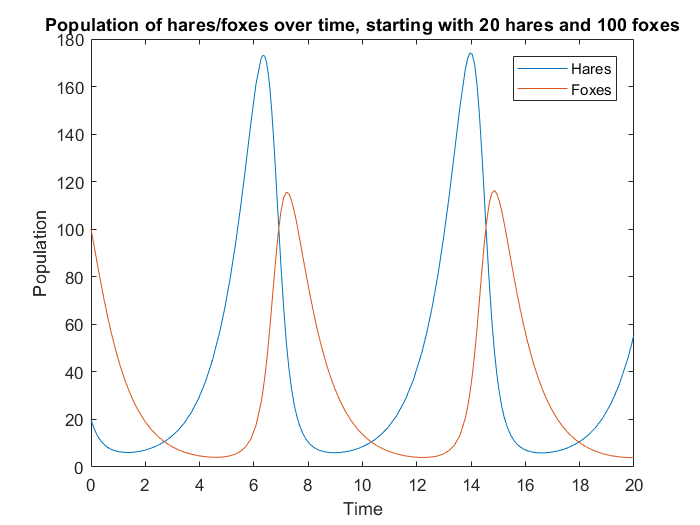 Population of hares/foxes over time, starting with 20 hares and 100 foxes
180
160
140
120
100
80
60
40
20
0
Population
Hares
Foxes
0 2 4 6 8 10 12 14 16 18 20
Time